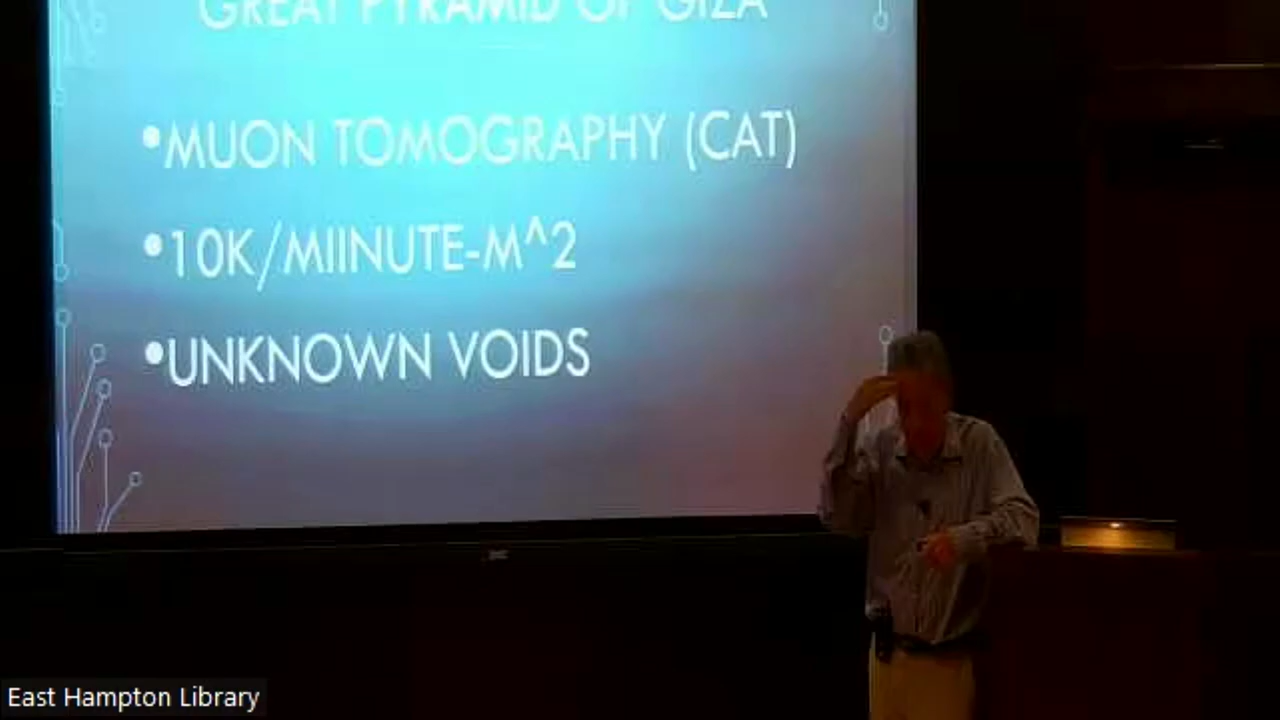 GREAT PYRAMID OF GIZA
•MUON TOMOGRAPHY (CAT)
•10K/MIINUTE-M^2
•UNKNOWN VOIDS
East Hampton Library